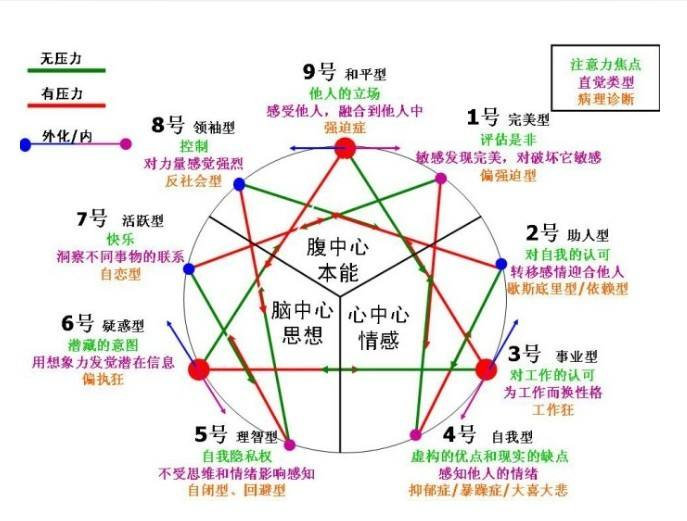 无压力
有压力
外化/内
注意力焦点
直觉类型
病理诊断
9号 和平型
他人的立场
感受他人，融合到他人中
强迫症
1号 完美型
评估是非
敏感发现完美，对破坏它敏感
偏强迫型
8号 领袖型
控制
对力量感觉强烈
反社会型
2号 助人型
对自我的认可
转移感情迎合他人
歇斯底里型/依赖型
7号 活跃型
快乐
洞察不同事物的联系
自恋型
腹中心
本能
脑中心
思想
心中心
情感
6号 疑惑型
潜藏的意图
用想象力发觉潜在信息
偏执狂
3号 事业型
对工作的认可
为工作而换性格
工作狂
5号 理智型
自我隐私权
不受思维和情绪影响感知
自闭型、回避型
4号 自我型
虚构的优点和现实的缺点
感知他人的情绪
抑郁症/暴躁症/大喜大悲